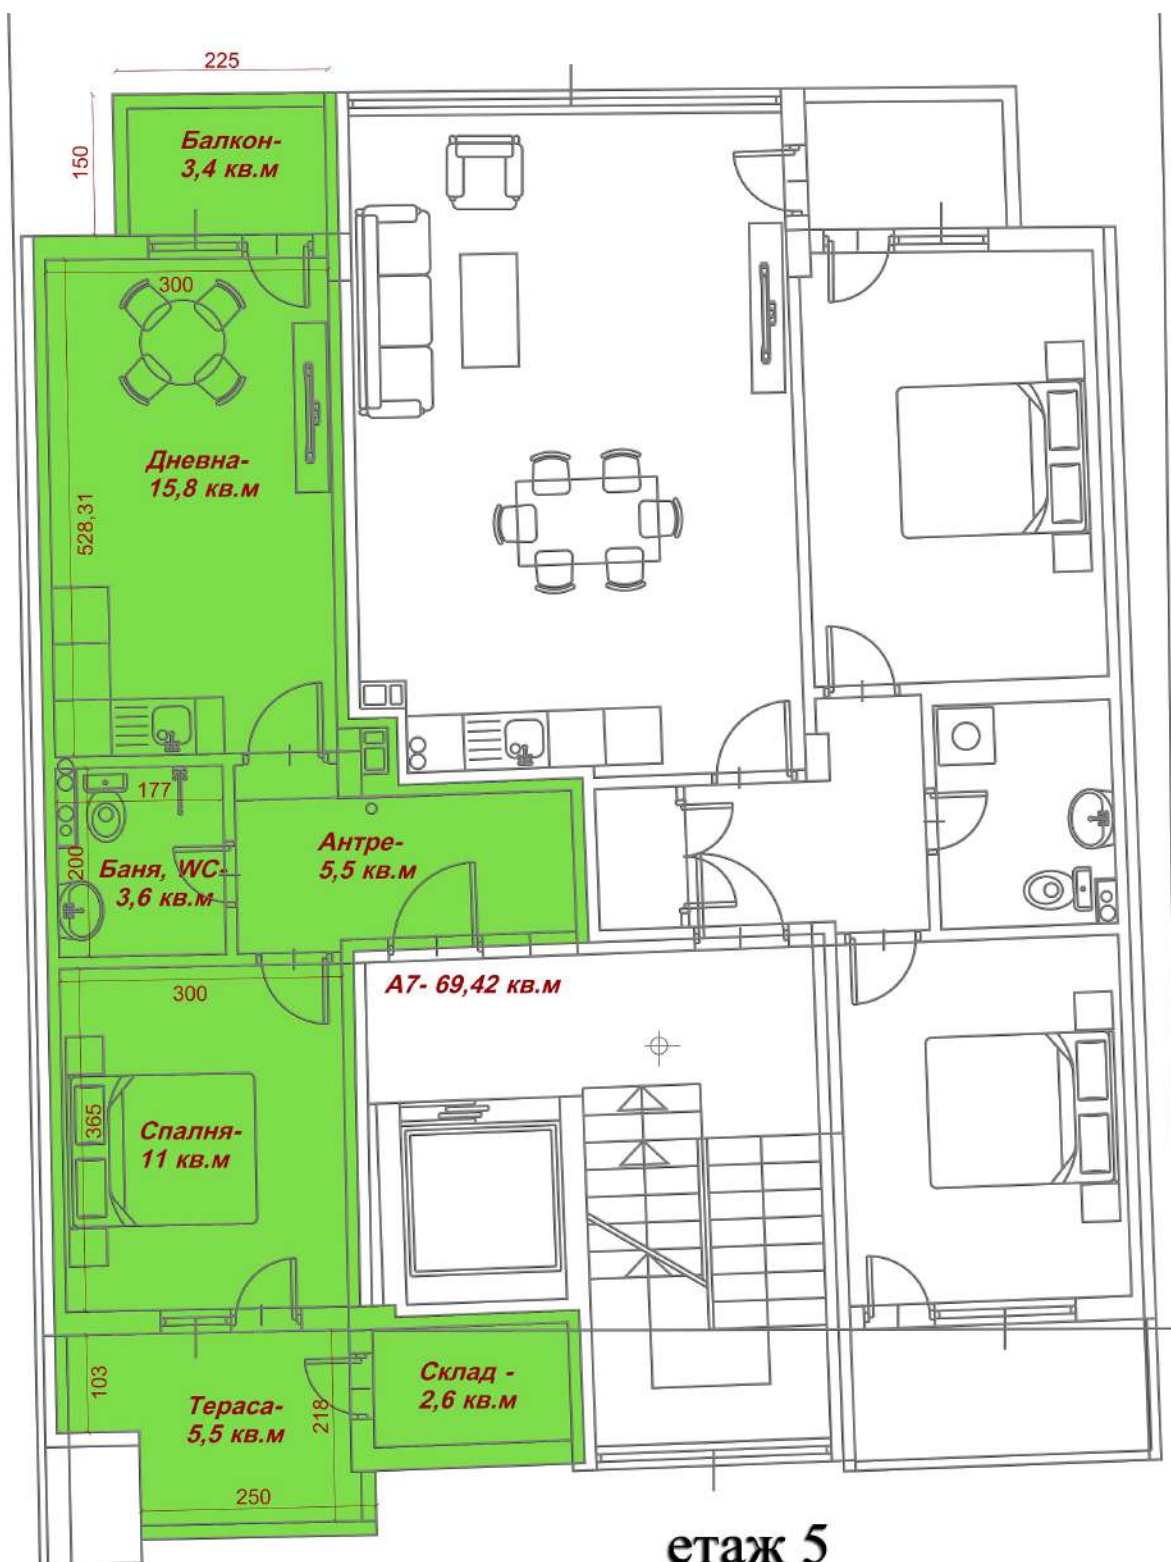 225
150
Балкон-
3,4 кв.м
300
Дневна-
15,8 кв.м
528,31
177
200
Баня, WC-
3,6 кв.м
Антре-
5,5 кв.м
300
А7- 69,42 кв.м
365
Спалня-
11 кв.м
103
Тераса-
5,5 кв.м
218
Склад -
2,6 кв.м
250
етаж 5